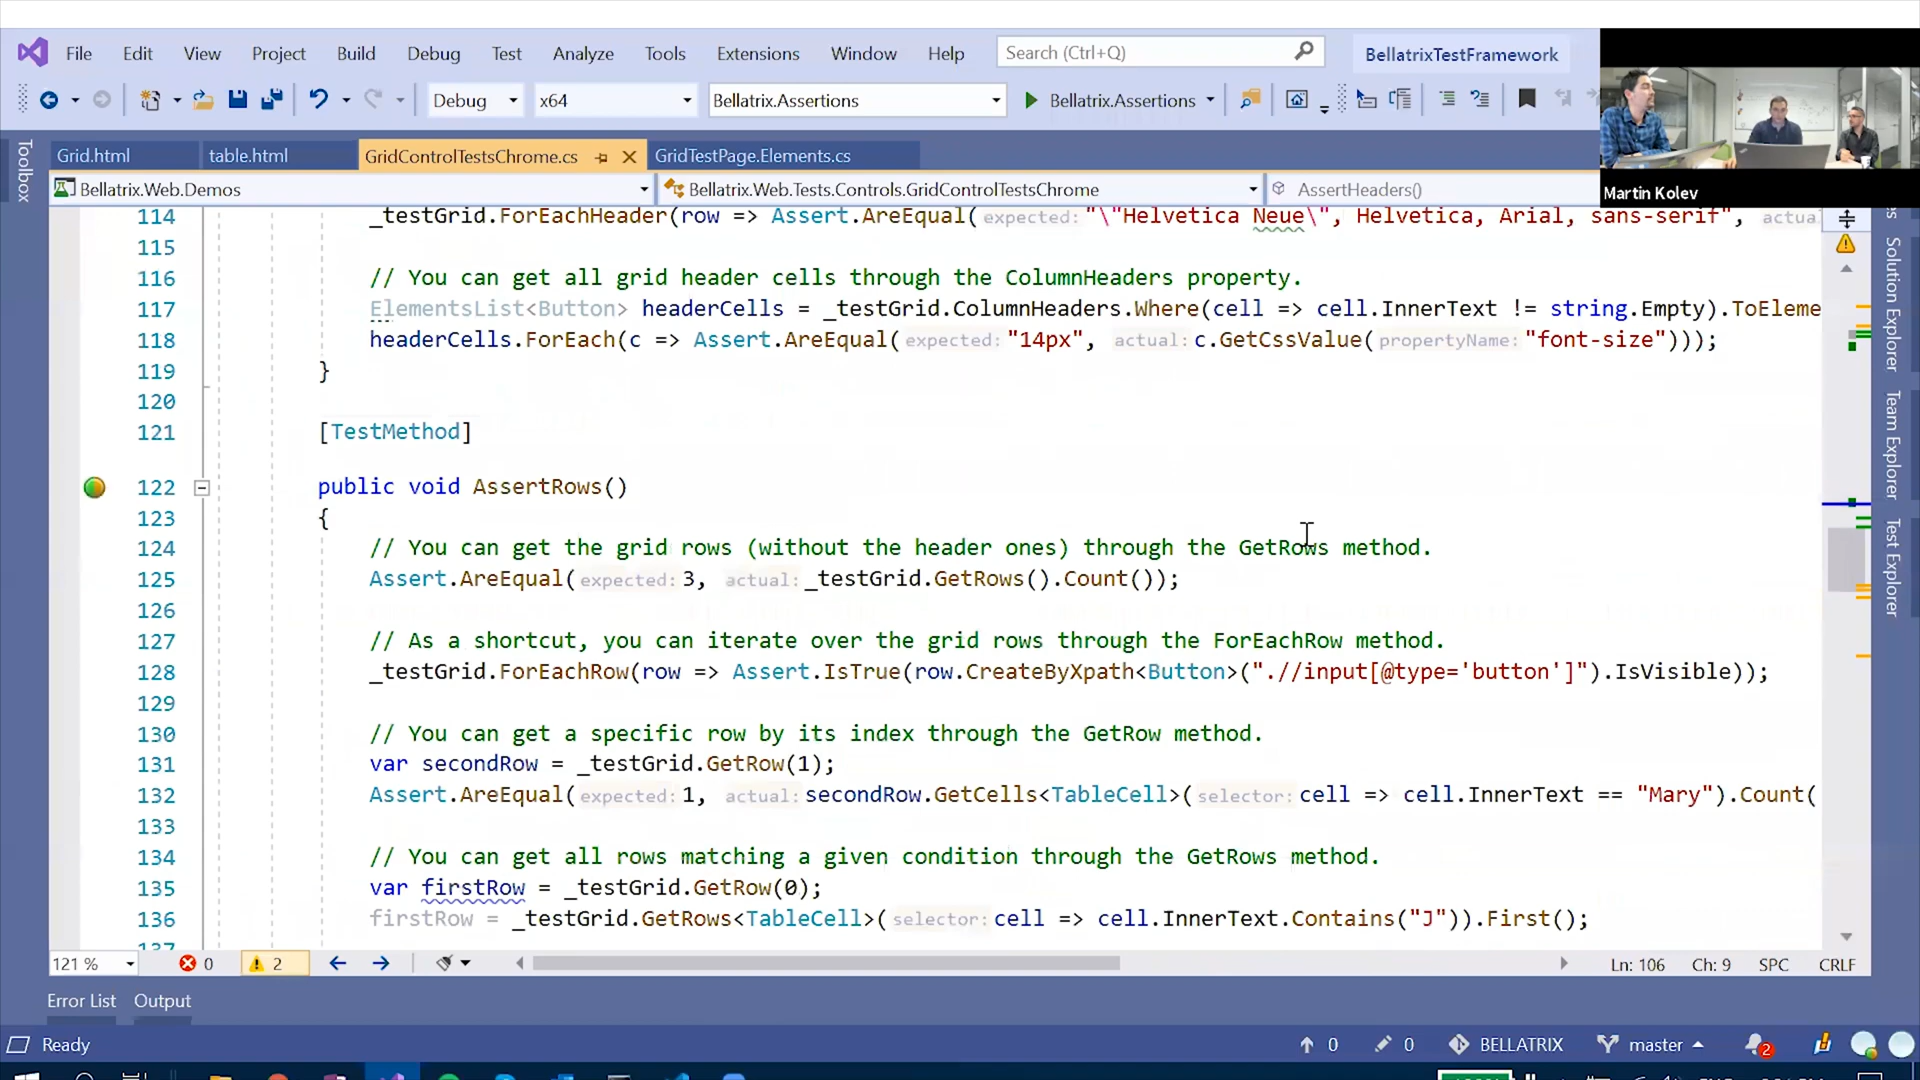 File Edit View Project Build Debug Test Analyze Tools Extensions Window Help Search (Ctrl+Q) BellatrixTestFramework
Debug x64 Bellatrix.Assertions Bellatrix.Assertions
Toolbox
Grid.html table.html GridControlTestsChrome.cs GridTestPage.Elements.cs
Bellatrix.Web.Demos Bellatrix.Web.Tests.Controls.GridControlTestsChrome AssertHeaders()
Martin Kolev
114 _testGrid.ForEachHeader(row => Assert.AreEqual(expected: "\"Helvetica Neue\", Helvetica, Arial, sans-serif", actua
115
116 // You can get all grid header cells through the ColumnHeaders property.
117 ElementsList<Button> headerCells = _testGrid.ColumnHeaders.Where(cell => cell.InnerText != string.Empty).ToEleme
118 headerCells.ForEach(c => Assert.AreEqual(expected: "14px", actual: c.GetCssValue(propertyName: "font-size")));
119 }
120
121 [TestMethod]
122 public void AssertRows()
123 {
124 // You can get the grid rows (without the header ones) through the GetRows method.
125 Assert.AreEqual(expected: 3, actual: _testGrid.GetRows().Count());
126
127 // As a shortcut, you can iterate over the grid rows through the ForEachRow method.
128 _testGrid.ForEachRow(row => Assert.IsTrue(row.CreateByXpath<Button>(".//input[@type='button']").IsVisible));
129
130 // You can get a specific row by its index through the GetRow method.
131 var secondRow = _testGrid.GetRow(1);
132 Assert.AreEqual(expected: 1, actual: secondRow.GetCells<TableCell>(selector: cell => cell.InnerText == "Mary").Count(
133
134 // You can get all rows matching a given condition through the GetRows method.
135 var firstRow = _testGrid.GetRow(0);
136 firstRow = _testGrid.GetRows<TableCell>(selector: cell => cell.InnerText.Contains("J")).First();
137
Solution Explorer
Team Explorer
Test Explorer
121 % 0 2 Ln: 106 Ch: 9 SPC CRLF
Error List Output
Ready 0 0 BELLATRIX master 2